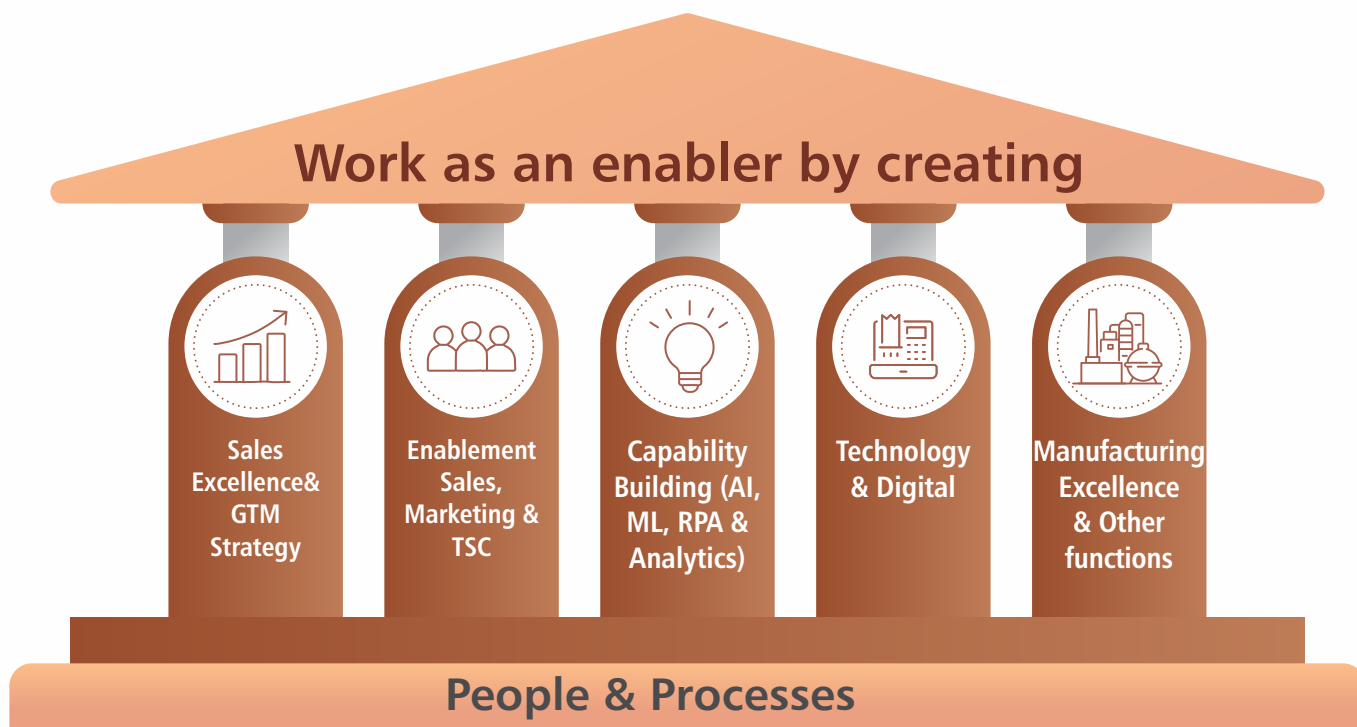 Work as an enabler by creating
Sales
Excellence&
GTM
Strategy
Enablement
Sales,
Marketing &
TSC
Capability
Building (AI,
ML, RPA &
Analytics)
Technology
& Digital
Manufacturing
Excellence
& Other
functions
People & Processes